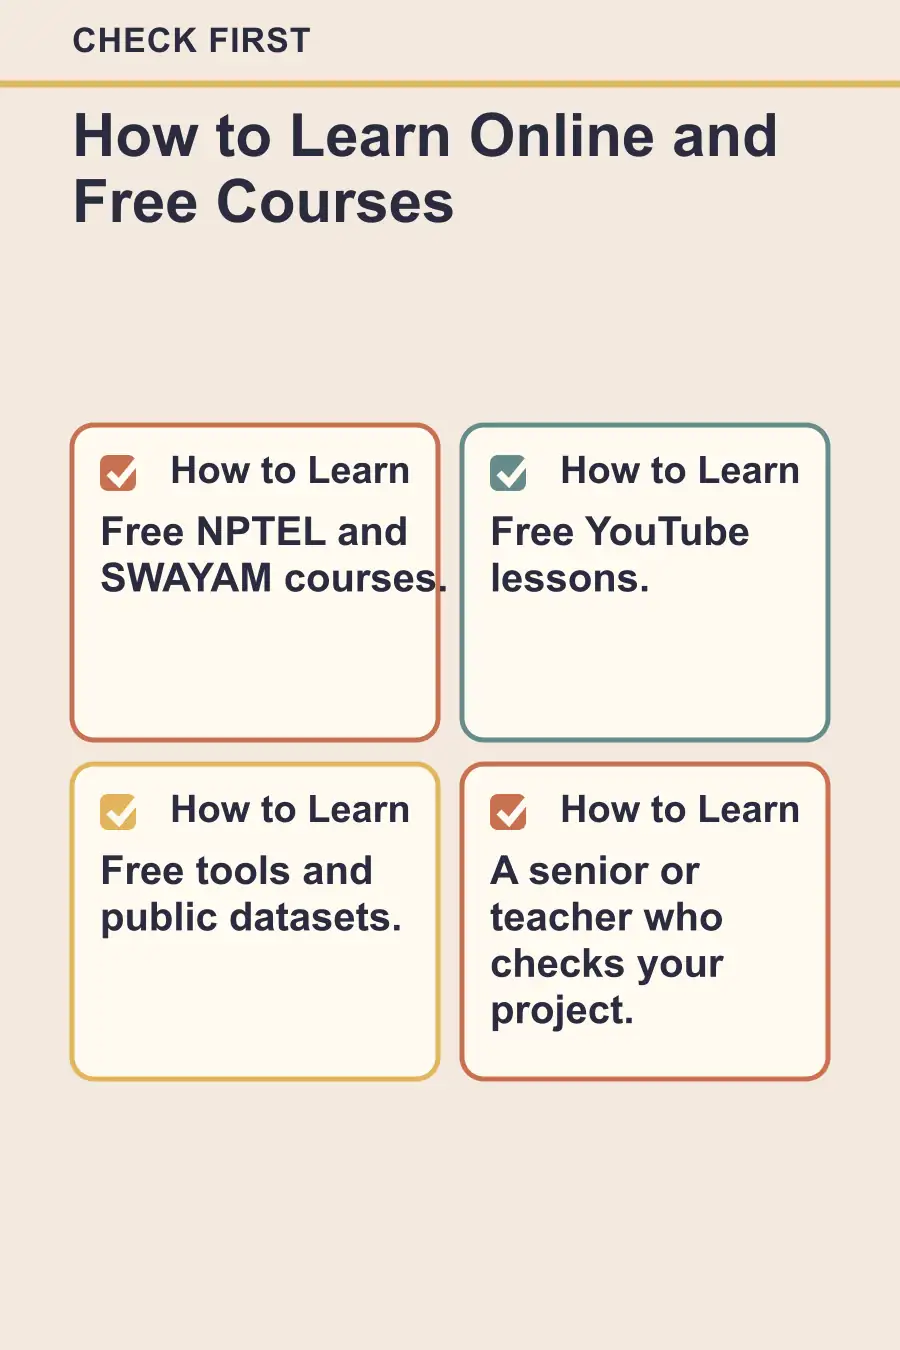 CHECK FIRST
How to Learn Online and
Free Courses
How to Learn
Free NPTEL and
SWAYAM courses.
How to Learn
Free YouTube
lessons.
How to Learn
Free tools and
public datasets.
How to Learn
A senior or
teacher who
checks your
project.